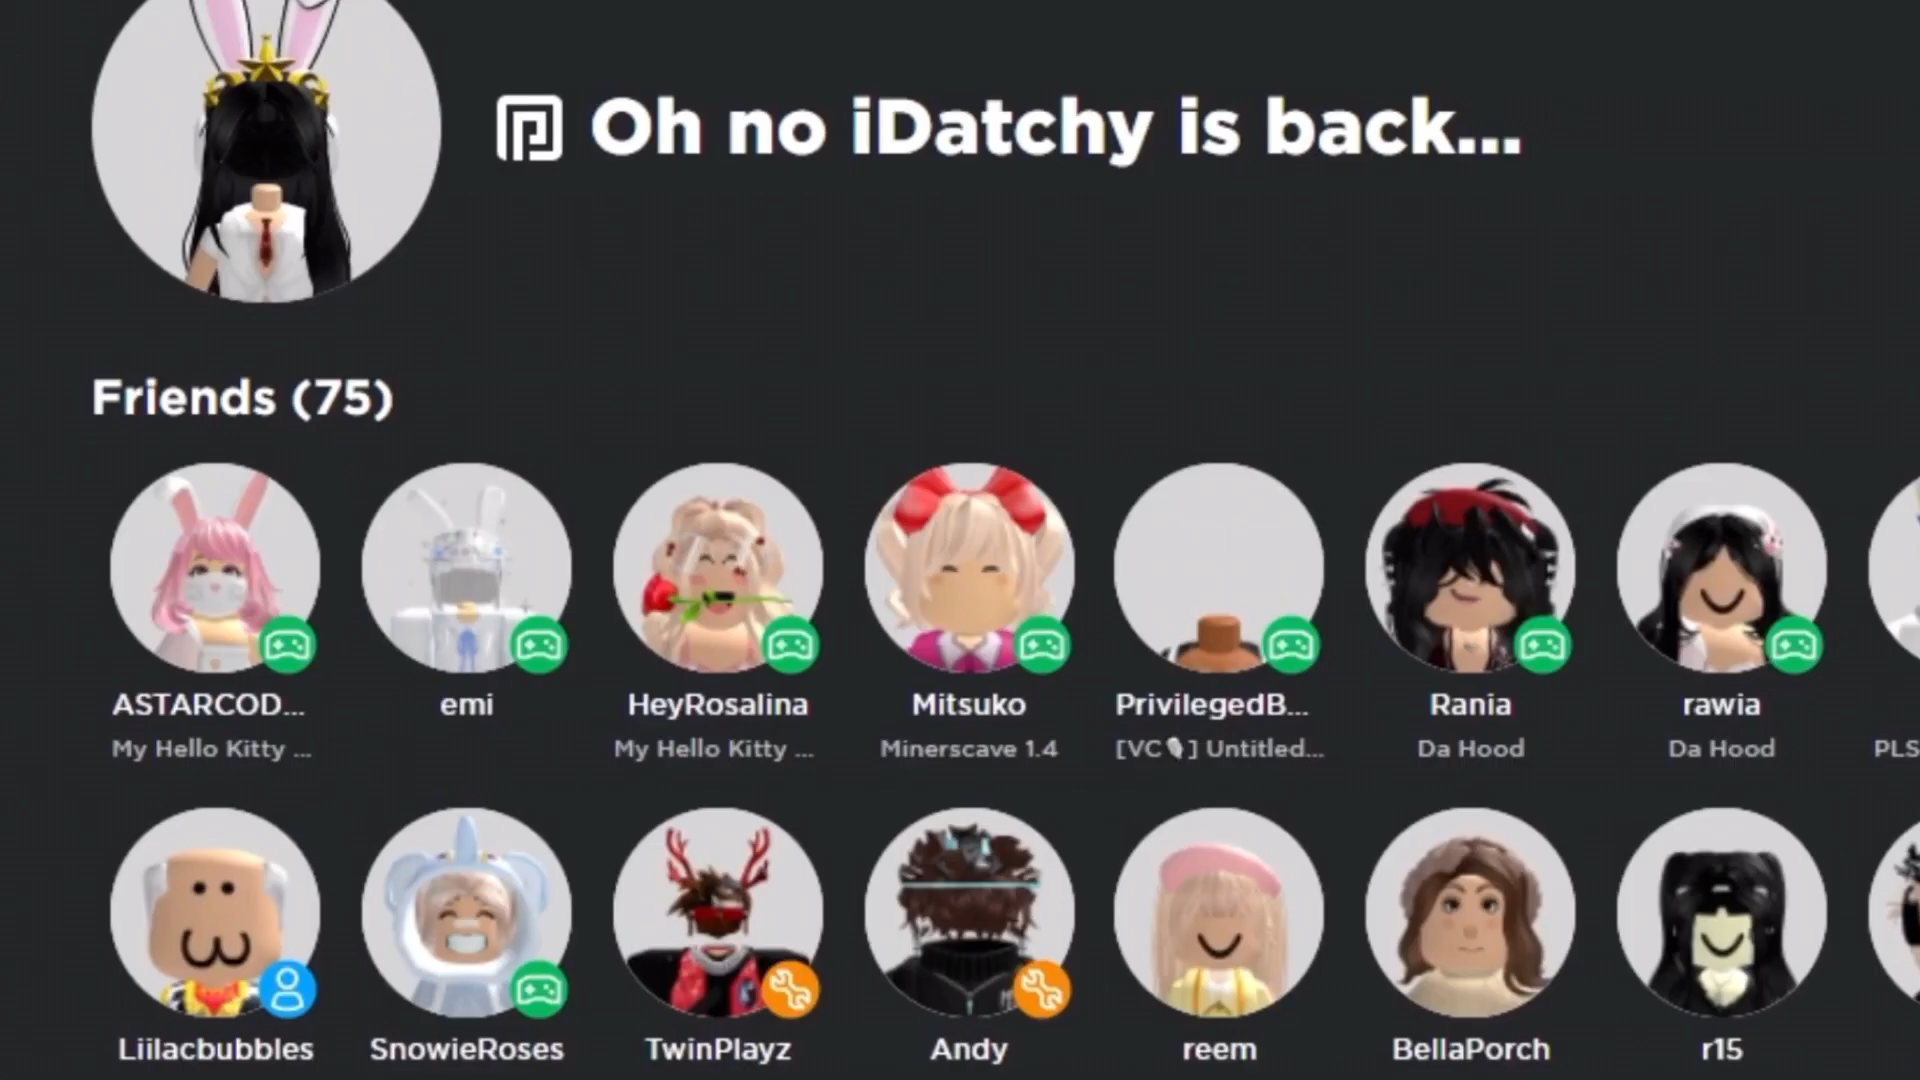 Oh no iDatchy is back...
Friends (75)
ASTARCOD... emi HeyRosalina Mitsuko PrivilegedB... Rania rawia
My Hello Kitty ... My Hello Kitty ... Minerscave 1.4 [VC🎙] Untitled... Da Hood Da Hood PLS
Liilacbubbles SnowieRoses TwinPlayz Andy reem BellaPorch r15